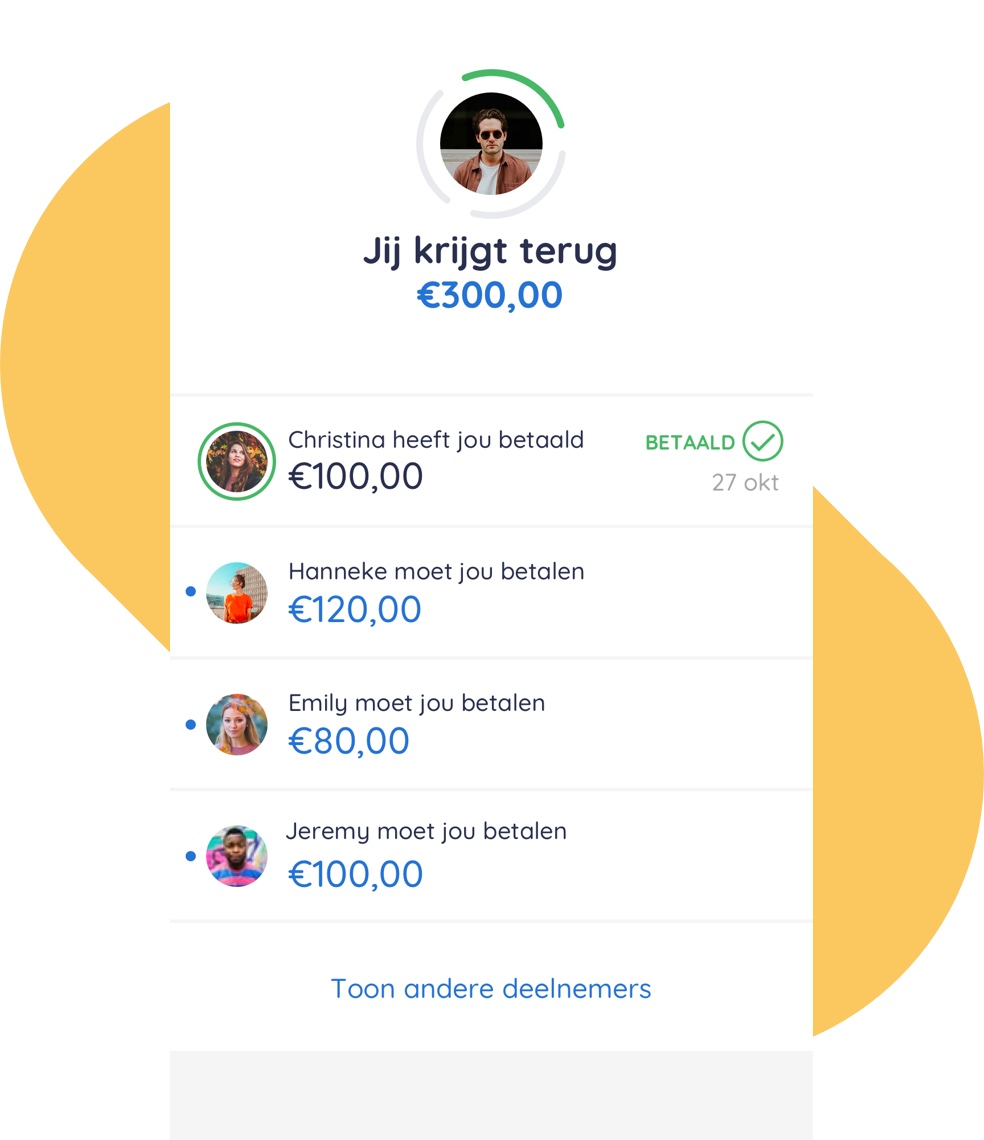 Jij krijgt terug
€300,00
Christina heeft jou betaald
€100,00
BETAALD
27 okt
Hanneke moet jou betalen
€120,00
Emily moet jou betalen
€80,00
Jeremy moet jou betalen
€100,00
Toon andere deelnemers